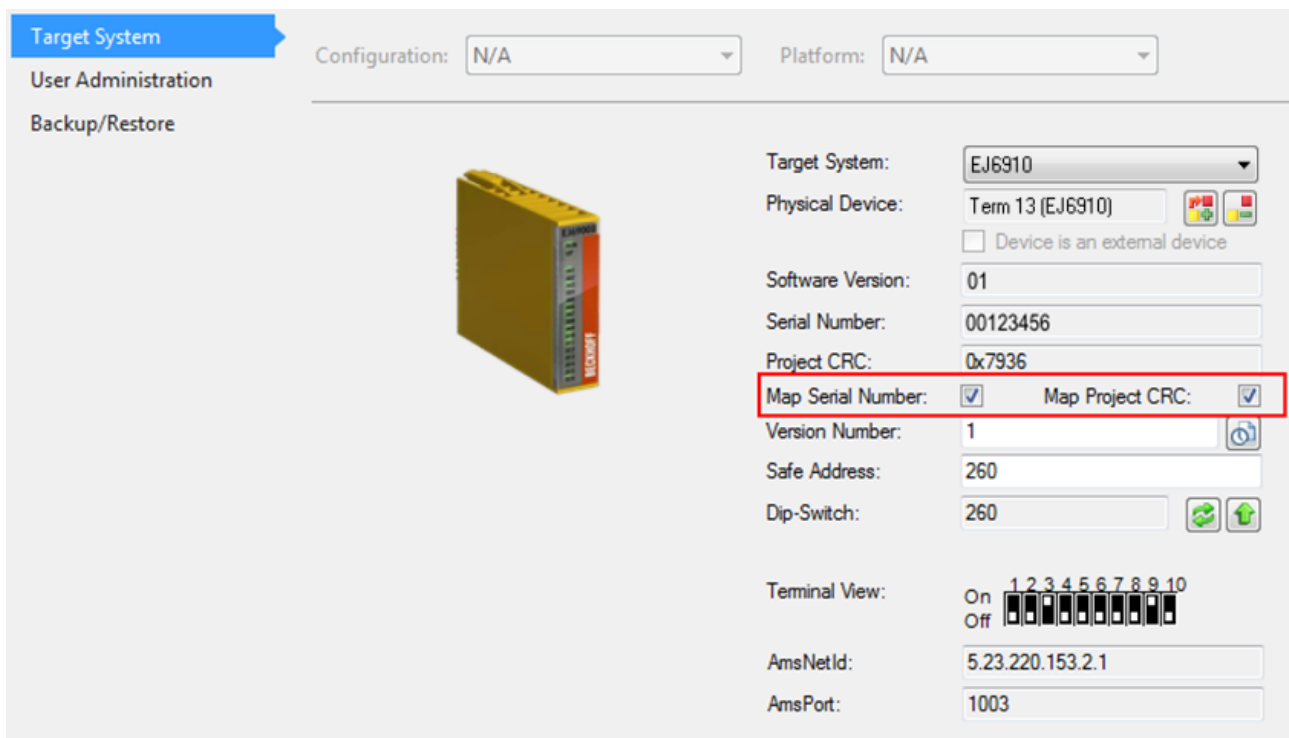 Target System
User Administration
Backup/Restore
Configuration: N/A Platform: N/A
Target System: EJ6910
Physical Device: Term 13 (EJ6910)
Device is an external device
Software Version: 01
Serial Number: 00123456
Project CRC: 0x7936
Map Serial Number: Map Project CRC:
Version Number: 1
Safe Address: 260
Dip-Switch: 260
Terminal View: On 1 2 3 4 5 6 7 8 9 10
Off
AmsNetId: 5.23.220.153.2.1
AmsPort: 1003
BECKHOFF